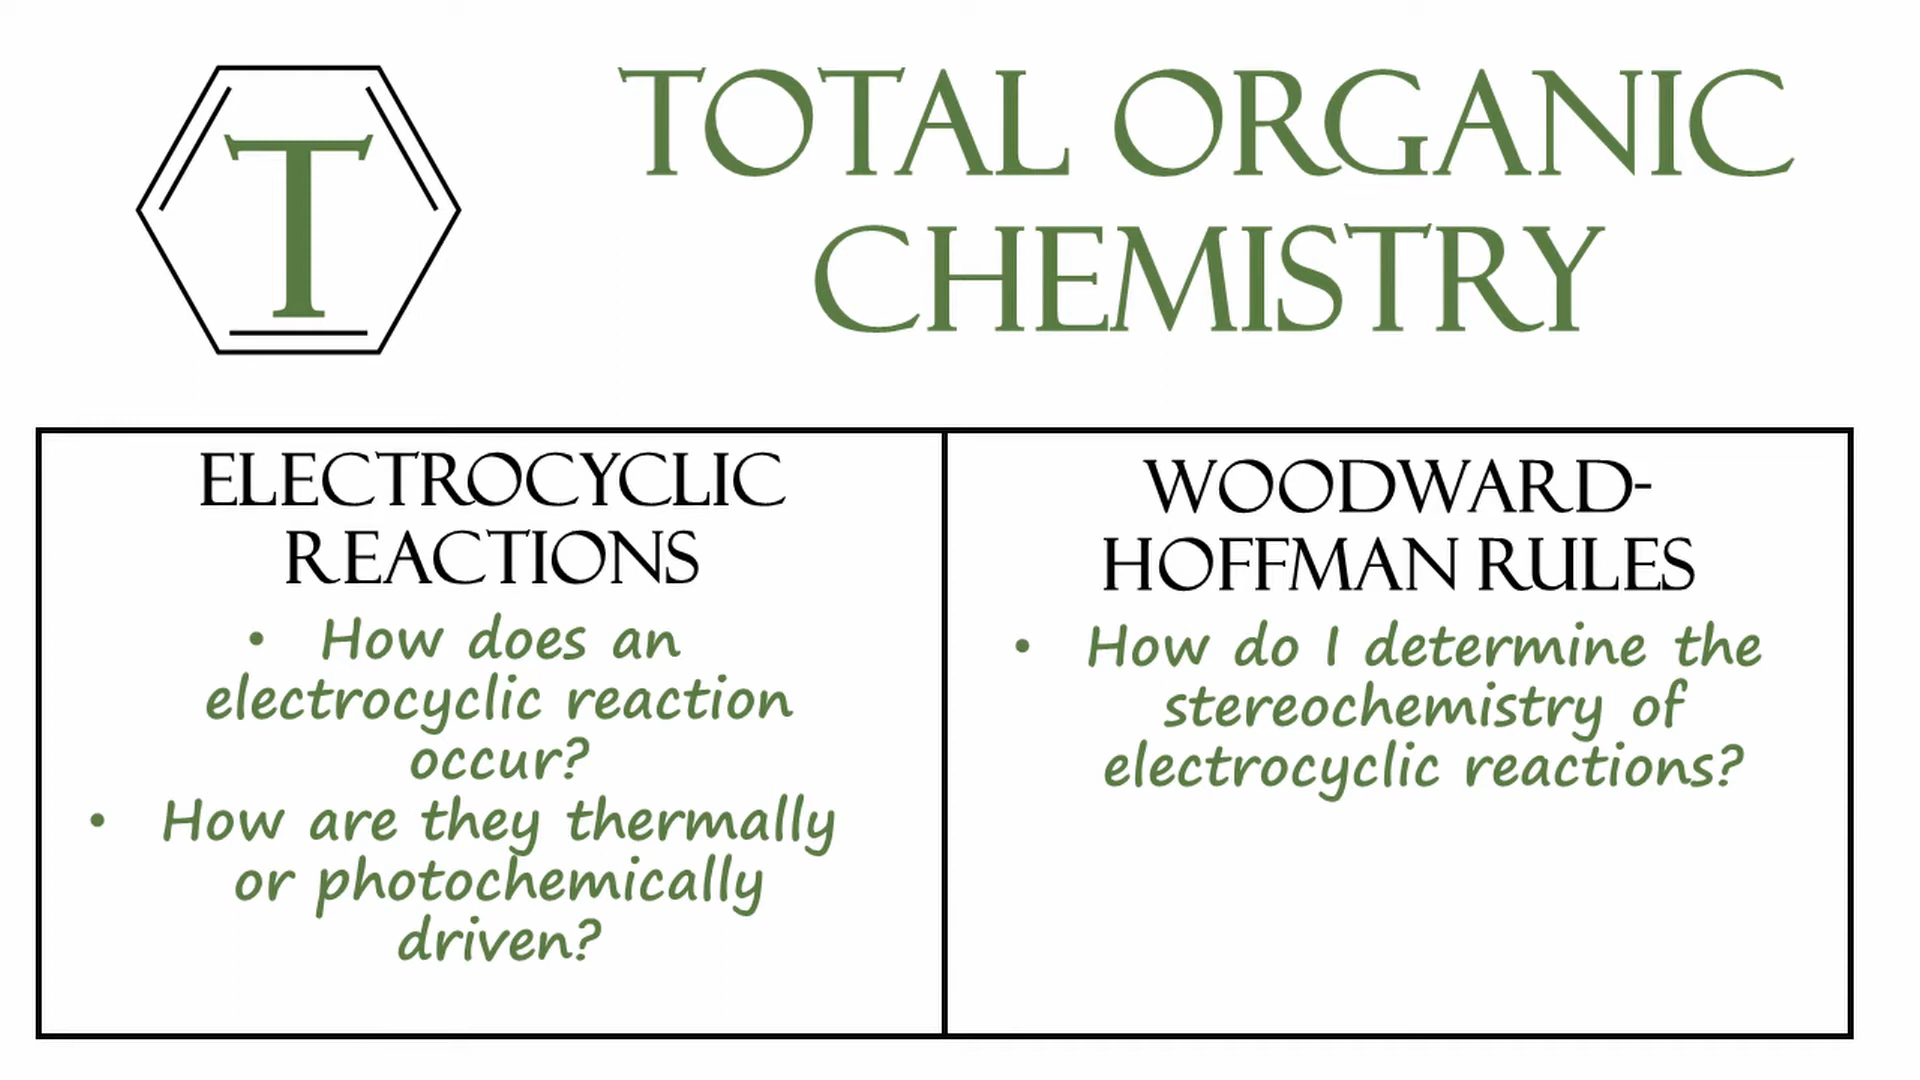 T
TOTAL ORGANIC
CHEMISTRY
ELECTROCYCLIC
REACTIONS
• How does an
electrocyclic reaction
occur?
• How are they thermally
or photochemically
driven?
WOODWARD-
HOFFMAN RULES
• How do I determine the
stereochemistry of
electrocyclic reactions?